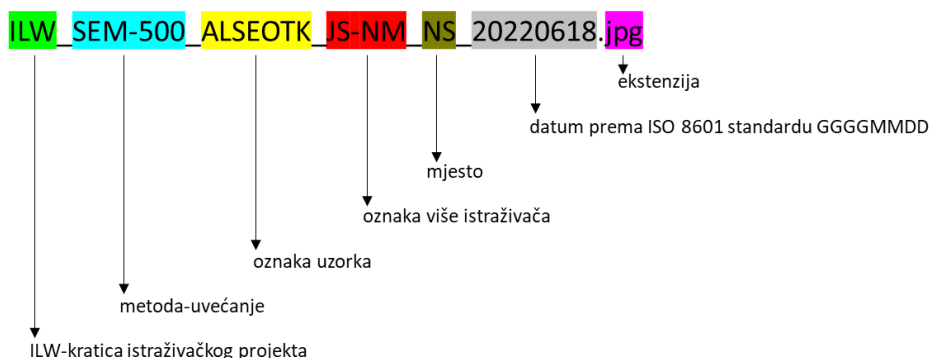 ILW_SEM-500_ALSEOTK_JS-NM_NS_20220618.jpg
ekstenzija
datum prema ISO 8601 standardu GGGGMMDD
mjesto
oznaka više istraživača
oznaka uzorka
metoda-uvećanje
ILW-kratica istraživačkog projekta